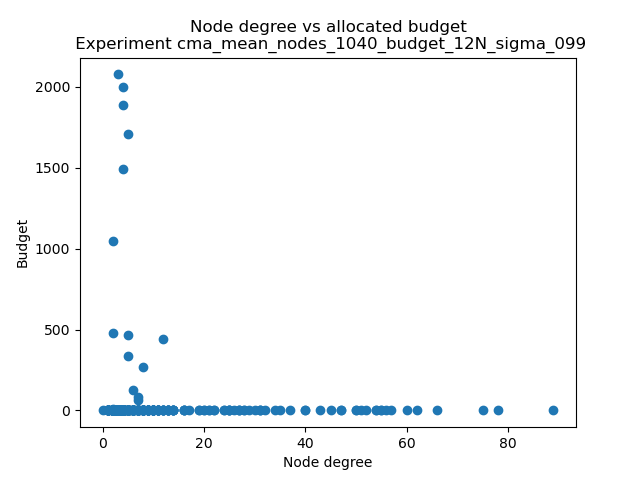 Node degree vs allocated budget
Experiment cma_mean_nodes_1040_budget_12N_sigma_099
2000
1500
1000
500
0
Budget
0 20 40 60 80
Node degree